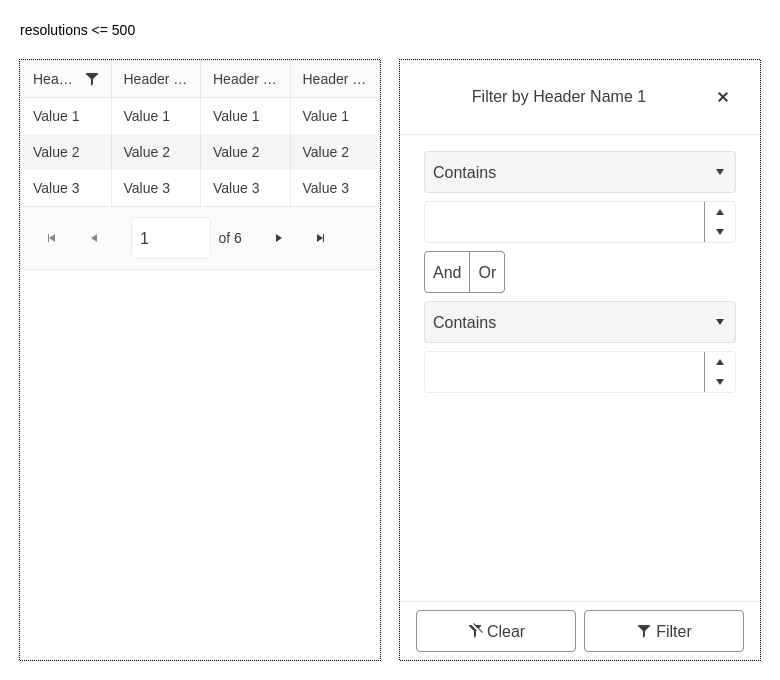 resolutions <= 500
Hea... Header ... Header ... Header ...
Value 1 Value 1 Value 1 Value 1
Value 2 Value 2 Value 2 Value 2
Value 3 Value 3 Value 3 Value 3
1 of 6
Filter by Header Name 1
Contains
And Or
Contains
Clear Filter